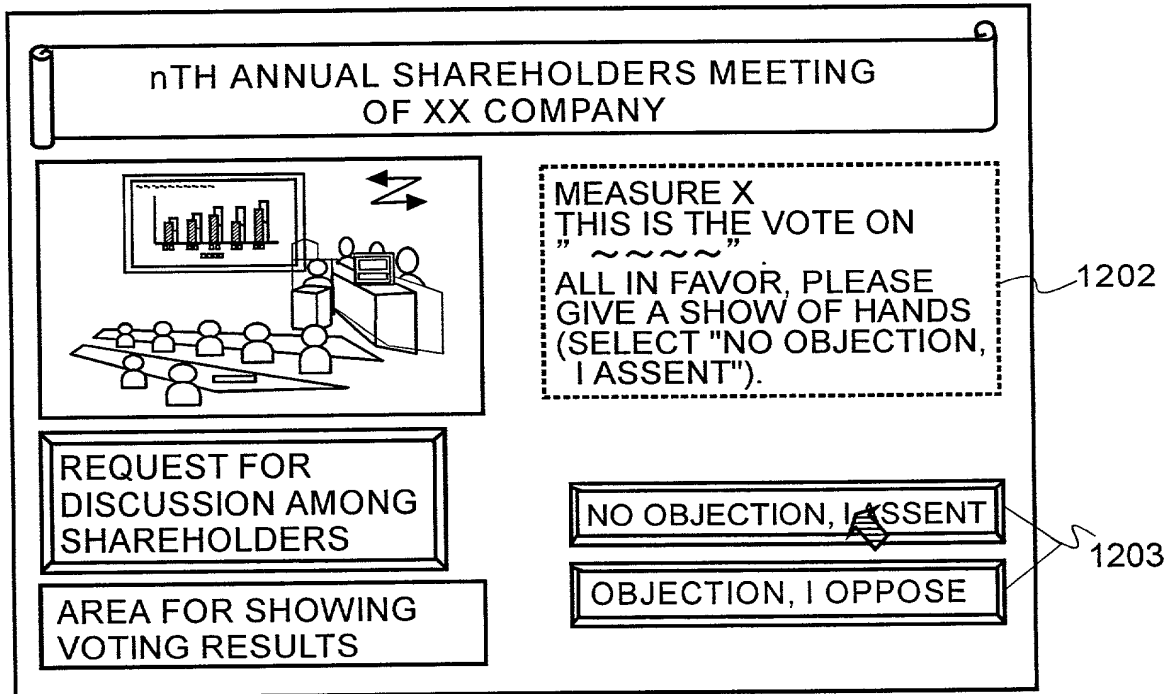 nTH ANNUAL SHAREHOLDERS MEETING
OF XX COMPANY
MEASURE X
THIS IS THE VOTE ON
" ~~~~".
ALL IN FAVOR, PLEASE
GIVE A SHOW OF HANDS
(SELECT "NO OBJECTION,
I ASSENT").
1202
REQUEST FOR
DISCUSSION AMONG
SHAREHOLDERS
NO OBJECTION, I ASSENT
OBJECTION, I OPPOSE
1203
AREA FOR SHOWING
VOTING RESULTS